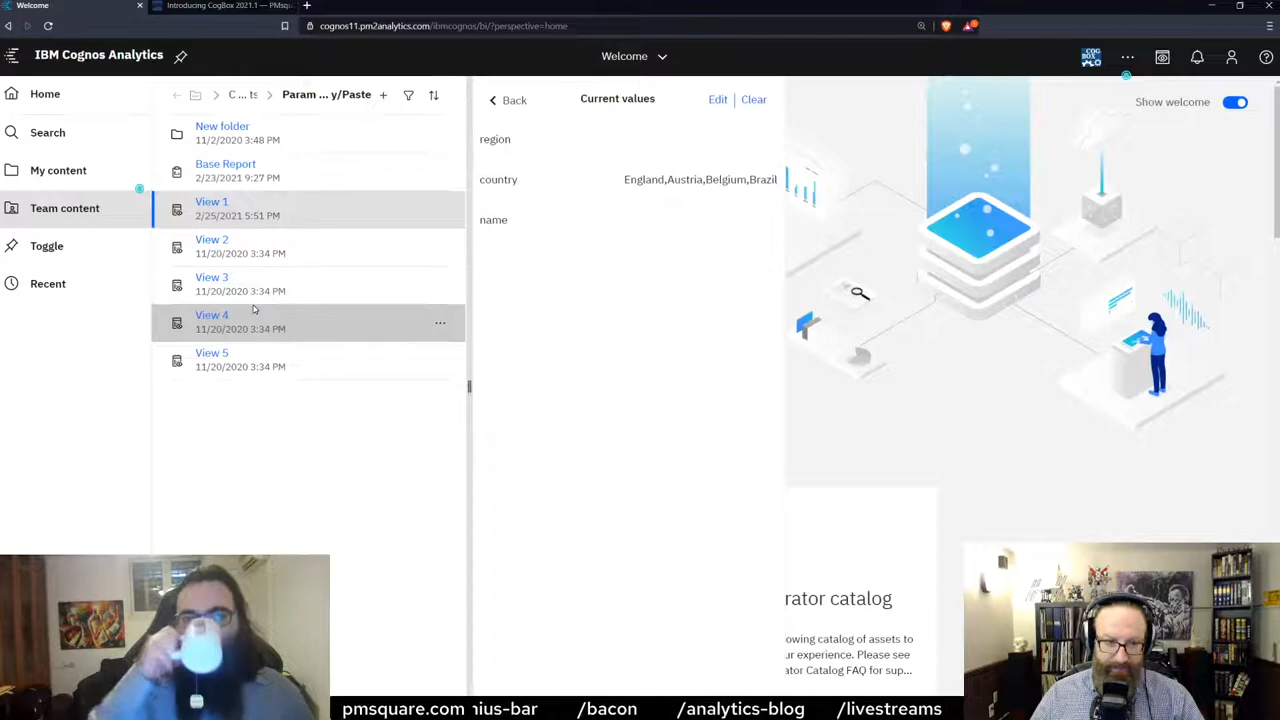 Welcome
Introducing CogBox 2021.1 — PMsqu
cognos11.pm2analytics.com/ibmcognos/bi/?perspective=home
IBM Cognos Analytics
Welcome
COG
BOX
Home
Search
My content
Team content
Toggle
Recent
C ... ts
Param ... y/Paste
New folder
11/2/2020 3:48 PM
Base Report
2/23/2021 9:27 PM
View 1
2/25/2021 5:51 PM
View 2
11/20/2020 3:34 PM
View 3
11/20/2020 3:34 PM
View 4
11/20/2020 3:34 PM
View 5
11/20/2020 3:34 PM
Back
Current values
Edit
Clear
region
country
England,Austria,Belgium,Brazil
name
Show welcome
rator catalog
owing catalog of assets to
ur experience. Please see
rator Catalog FAQ for sup...
pmsquare.com
nius-bar
/bacon
/analytics-blog
/livestreams